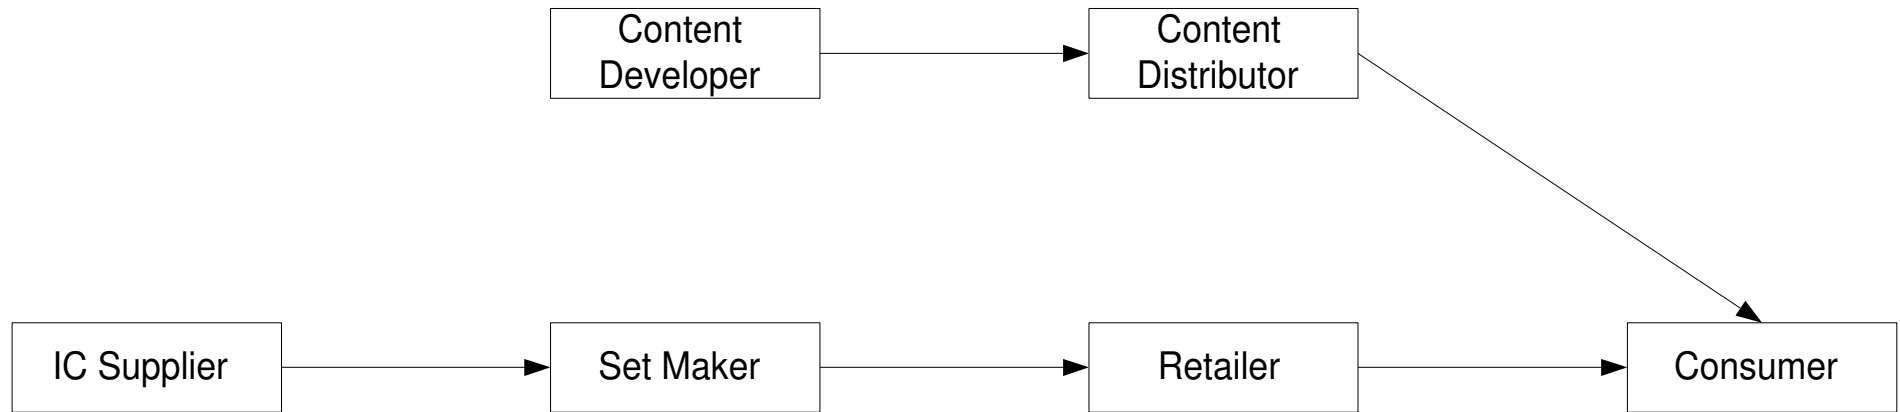 Content
Developer
Content
Distributor
IC Supplier
Set Maker
Retailer
Consumer